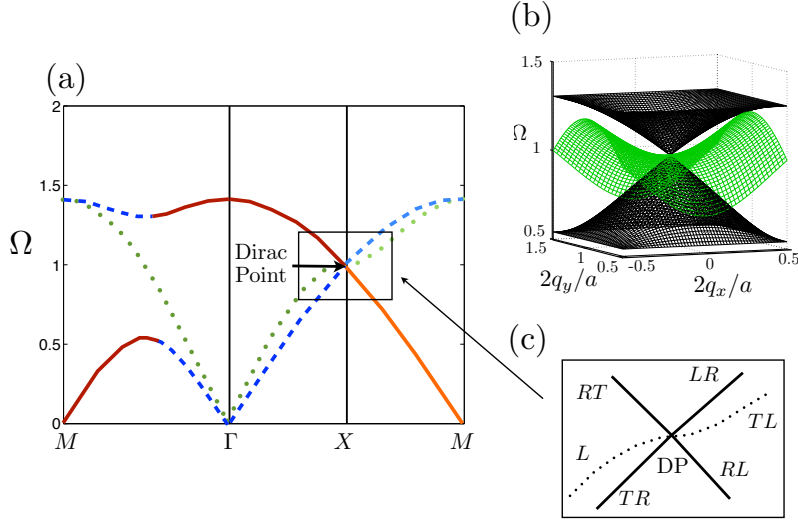 (a)
2
1.5
1
0.5
0
Ω
Dirac
Point
M
Γ
X
M
(b)
1.5
1
0.5
Ω
1.5
1
0.5
2q_y/a
-0.5
0
0.5
2q_x/a
(c)
RT
LR
L
TL
DP
TR
RL